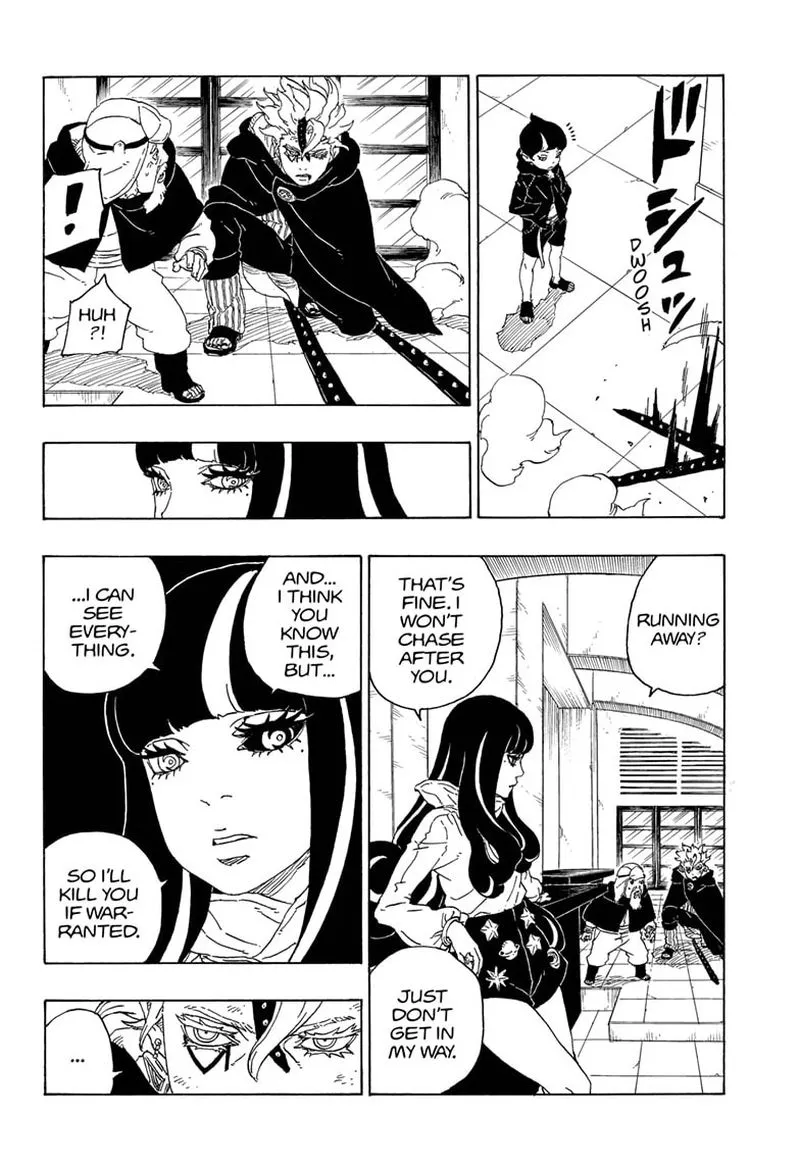 ドシュッ
DWOOSH
!
HUH
?!
RUNNING
AWAY?
THAT'S
FINE. I
WON'T
CHASE
AFTER
YOU.
JUST
DON'T
GET IN
MY WAY.
AND...
I THINK
YOU
KNOW
THIS,
BUT...
...I CAN
SEE
EVERY-
THING.
SO I'LL
KILL YOU
IF WAR-
RANTED.
...